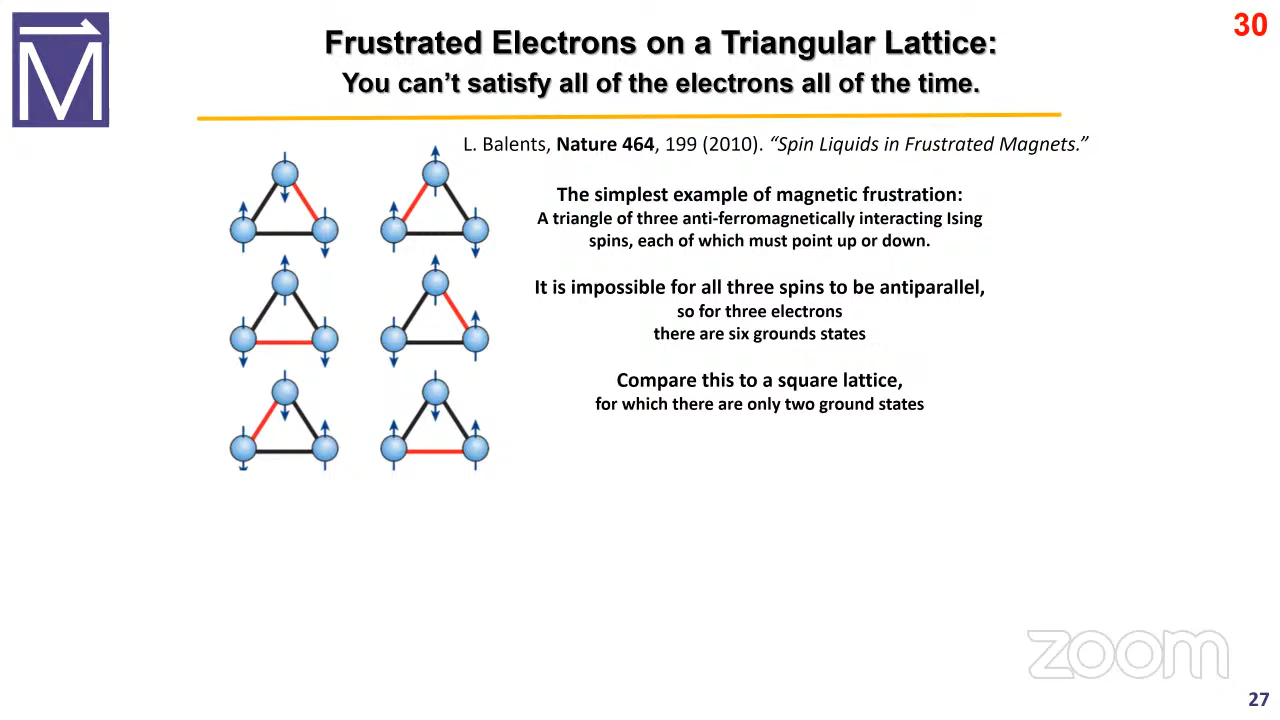 M
30
Frustrated Electrons on a Triangular Lattice:
You can’t satisfy all of the electrons all of the time.
L. Balents, Nature 464, 199 (2010). “Spin Liquids in Frustrated Magnets.”
The simplest example of magnetic frustration:
A triangle of three anti-ferromagnetically interacting Ising
spins, each of which must point up or down.
It is impossible for all three spins to be antiparallel,
so for three electrons
there are six grounds states
Compare this to a square lattice,
for which there are only two ground states
zoom
27